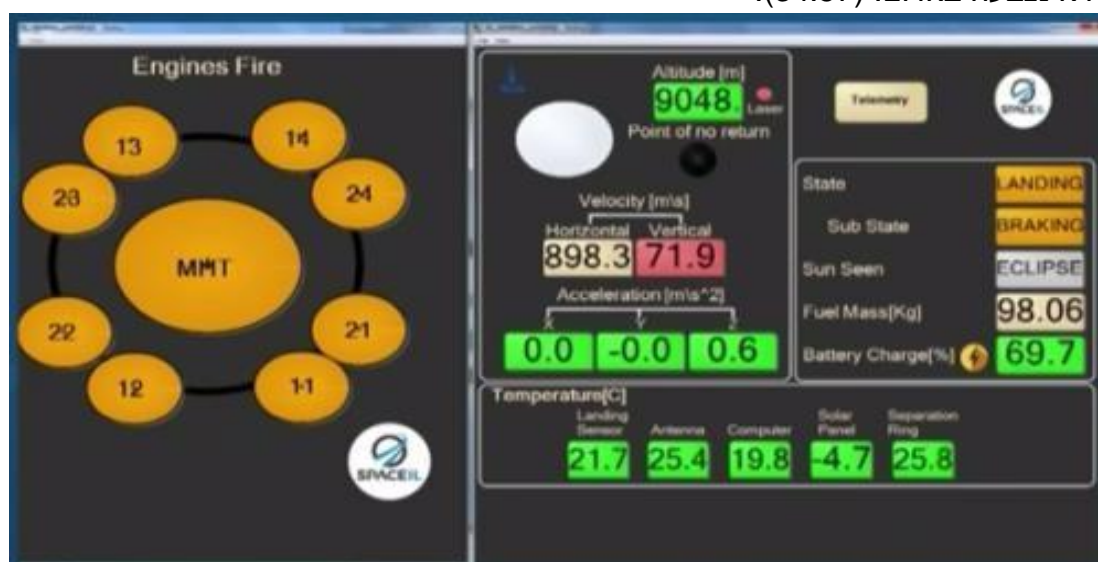 Engines Fire
13
14
23
24
MMT
22
21
12
11
SPACEIL
Altitude [m]
9048.
Laser
Point of no return
Velocity [m\s]
Horizontal Vertical
898.3 71.9
Acceleration [m\s^2]
X Y Z
0.0 -0.0 0.6
Telemetry
SPACEIL
State LANDING
Sub State BRAKING
Sun Seen ECLIPSE
Fuel Mass[Kg] 98.06
Battery Charge[%] 69.7
Temperature[C]
Landing Sensor
Antenna
Computer
Solar Panel
Separation Ring
21.7 25.4 19.8 -4.7 25.8